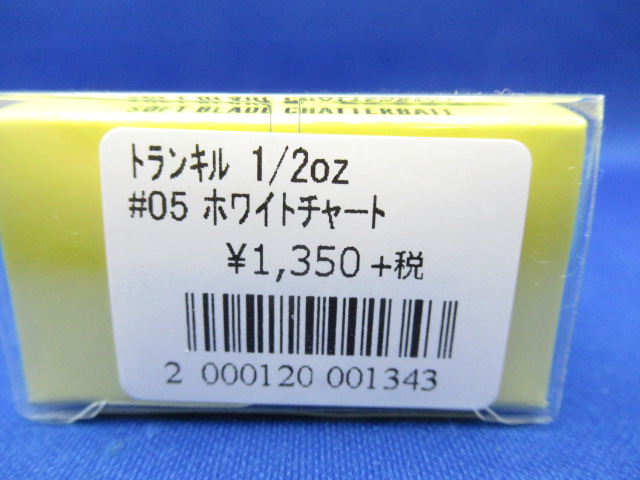 SOFT BLADE CHATTERBAIT
トランキル 1/2oz
#05 ホワイトチャート
¥1,350 +税
2 000120 001343